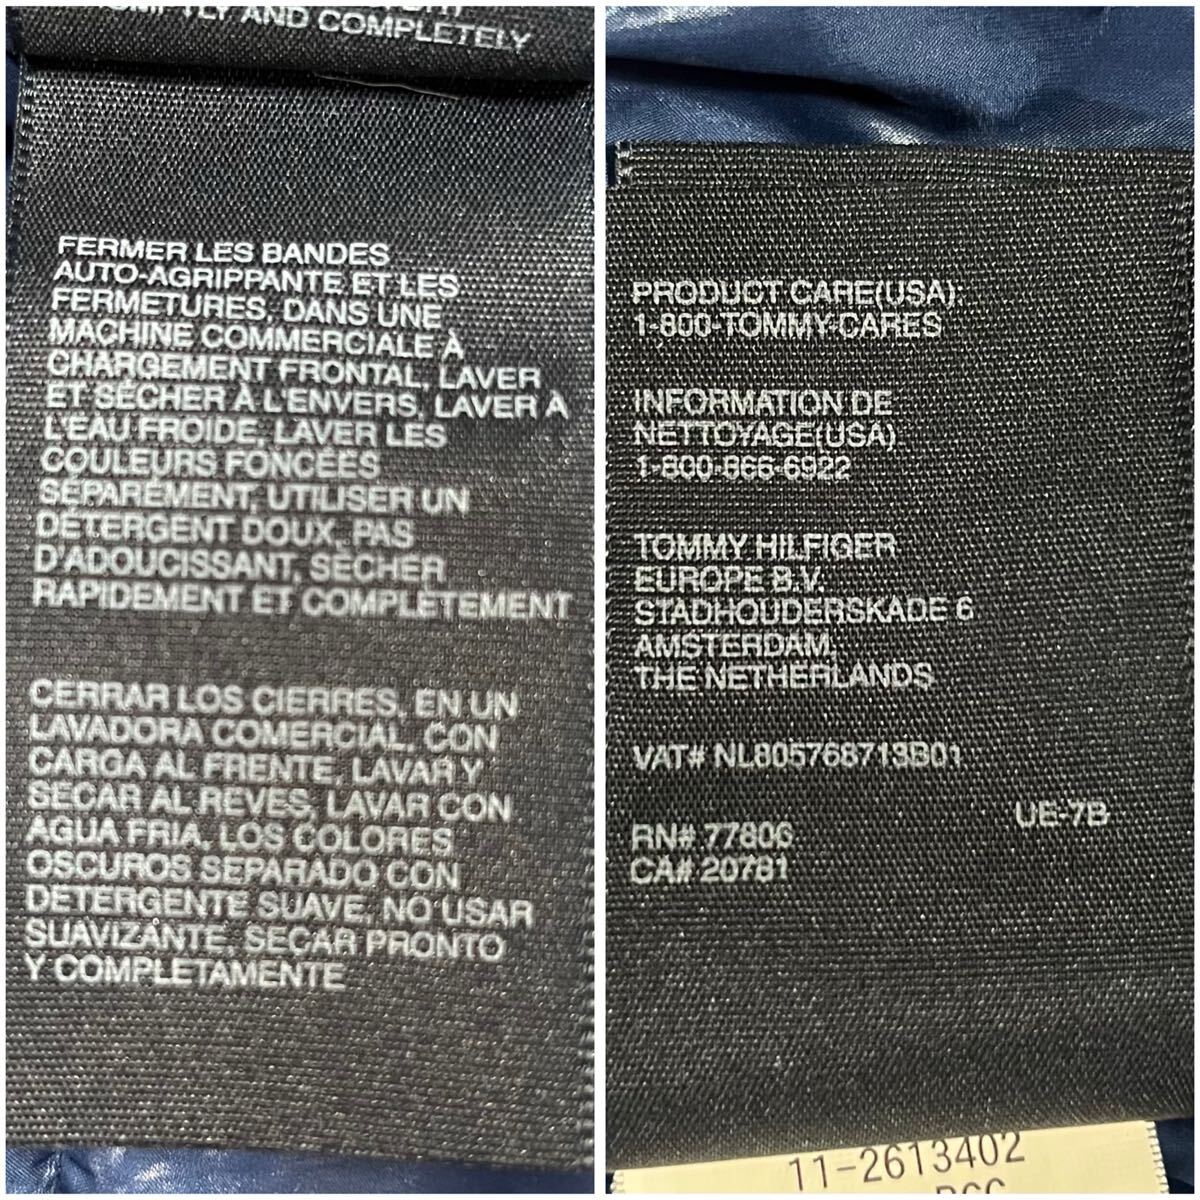 AND COMPLETELY
FERMER LES BANDES
AUTO-AGRIPPANTE ET LES
FERMETURES, DANS UNE
MACHINE COMMERCIALE À
CHARGEMENT FRONTAL, LAVER
ET SÉCHER À L'ENVERS, LAVER A
L'EAU FROIDE, LAVER LES
COULEURS FONCÉES
SÉPARÉMENT, UTILISER UN
DÉTERGENT DOUX, PAS
D'ADOUCISSANT, SÉCHER
RAPIDEMENT ET COMPLÈTEMENT
CERRAR LOS CIERRES, EN UN
LAVADORA COMERCIAL, CON
CARGA AL FRENTE, LAVAR Y
SECAR AL REVES, LAVAR CON
AGUA FRIA, LOS COLORES
OSCUROS SEPARADO CON
DETERGENTE SUAVE, NO USAR
SUAVIZANTE, SECAR PRONTO
Y COMPLETAMENTE
PRODUCT CARE(USA)
1-800-TOMMY-CARES
INFORMATION DE
NETTOYAGE(USA)
1-800-866-6922
TOMMY HILFIGER
EUROPE B.V.
STADHOUDERSKADE 6
AMSTERDAM,
THE NETHERLANDS
VAT# NL805768713B01
UE-7B
RN# 77806
CA# 20781
11-2613402